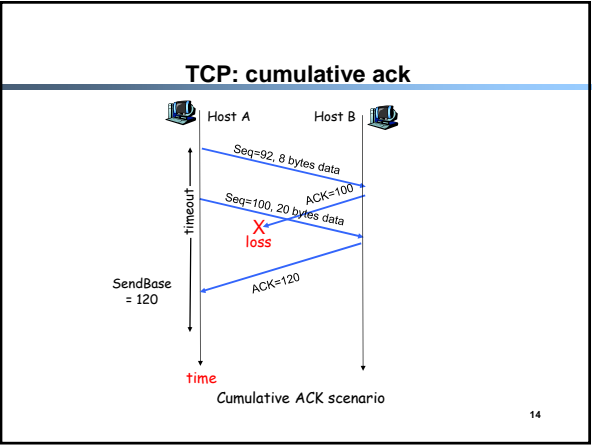 TCP: cumulative ack
Host A
Host B
Seq=92, 8 bytes data
ACK=100
Seq=100, 20 bytes data
timeout
X
loss
SendBase
= 120
ACK=120
time
Cumulative ACK scenario
14